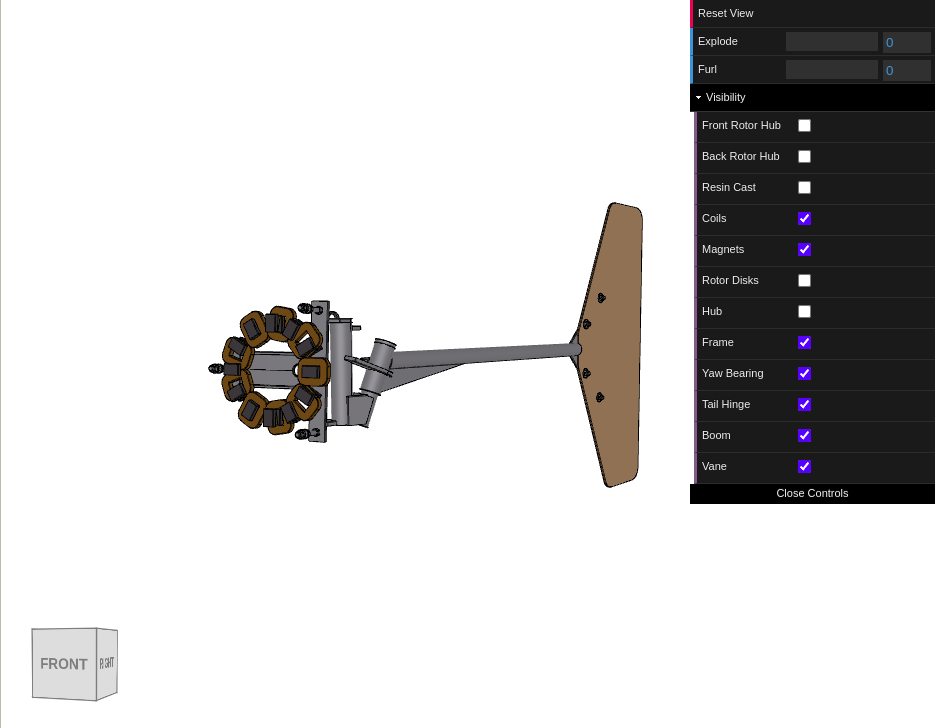 Reset View
Explode 0
Furl 0
Visibility
Front Rotor Hub
Back Rotor Hub
Resin Cast
Coils
Magnets
Rotor Disks
Hub
Frame
Yaw Bearing
Tail Hinge
Boom
Vane
Close Controls
FRONT RIGHT